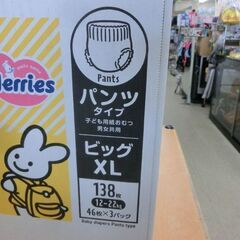 Merries
Pants
パンツ
タイプ
子ども用紙おむつ
男女共用
ビッグ
XL
138枚
12~22kg
46枚×3パック
Baby diapers Pants type